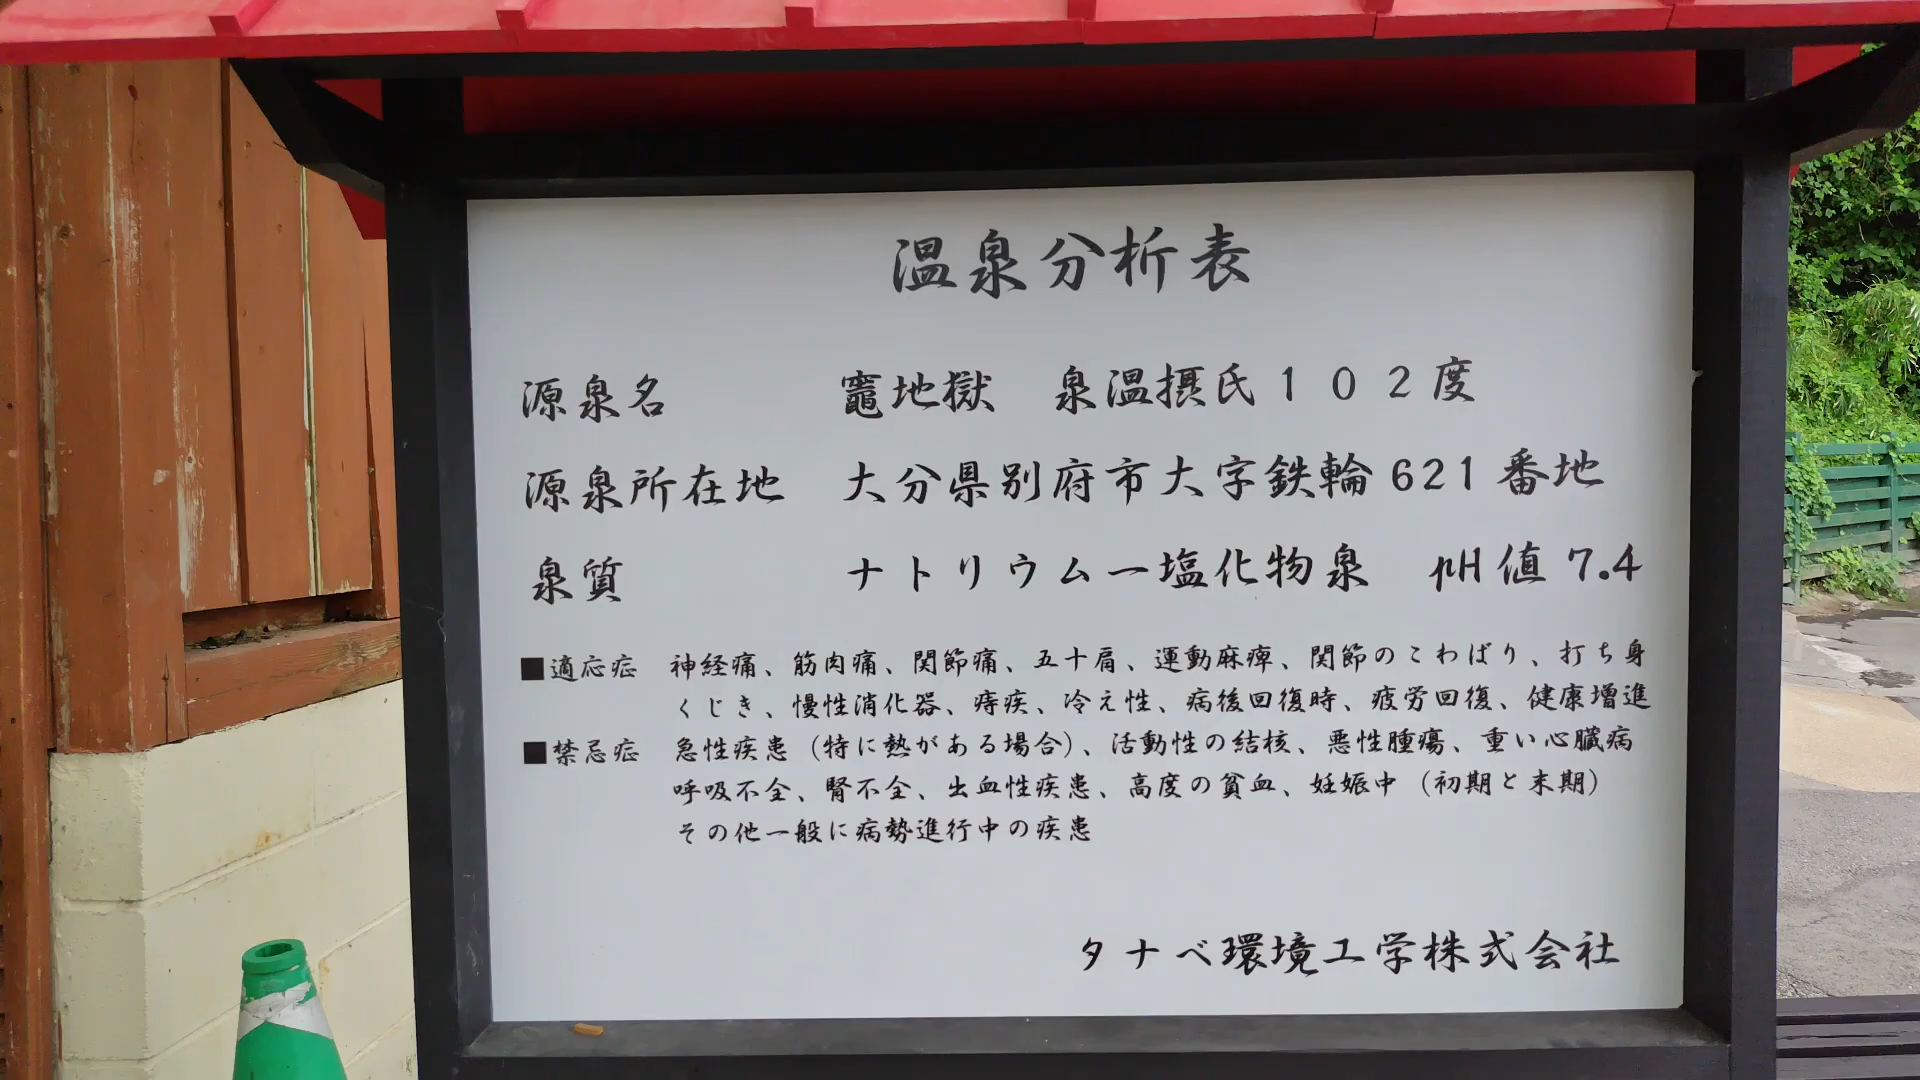 温泉分析表
源泉名 竈地獄 泉温摂氏102度
源泉所在地 大分県別府市大字鉄輪621番地
泉質 ナトリウム一塩化物泉 pH値7.4
■適応症 神経痛、筋肉痛、関節痛、五十肩、運動麻痺、関節のこわばり、打ち身
くじき、慢性消化器、痔疾、冷え性、病後回復時、疲労回復、健康増進
■禁忌症 急性疾患（特に熱がある場合）、活動性の結核、悪性腫瘍、重い心臓病
呼吸不全、腎不全、出血性疾患、高度の貧血、妊娠中（初期と末期）
その他一般に病勢進行中の疾患
タナベ環境工学株式会社